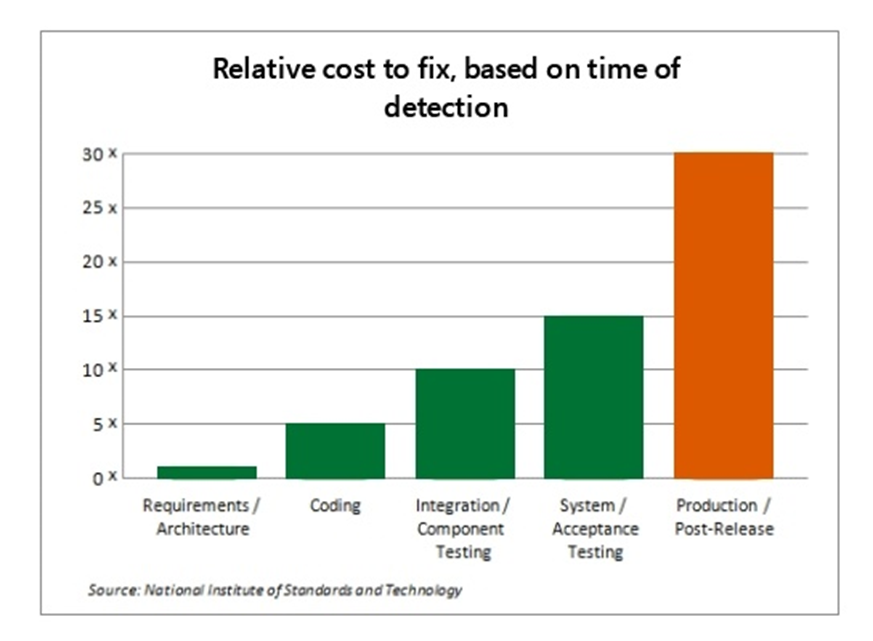 Relative cost to fix, based on time of
detection
30 x
25 x
20 x
15 x
10 x
5 x
0 x
Requirements /
Architecture
Coding
Integration /
Component
Testing
System /
Acceptance
Testing
Production /
Post-Release
Source: National Institute of Standards and Technology